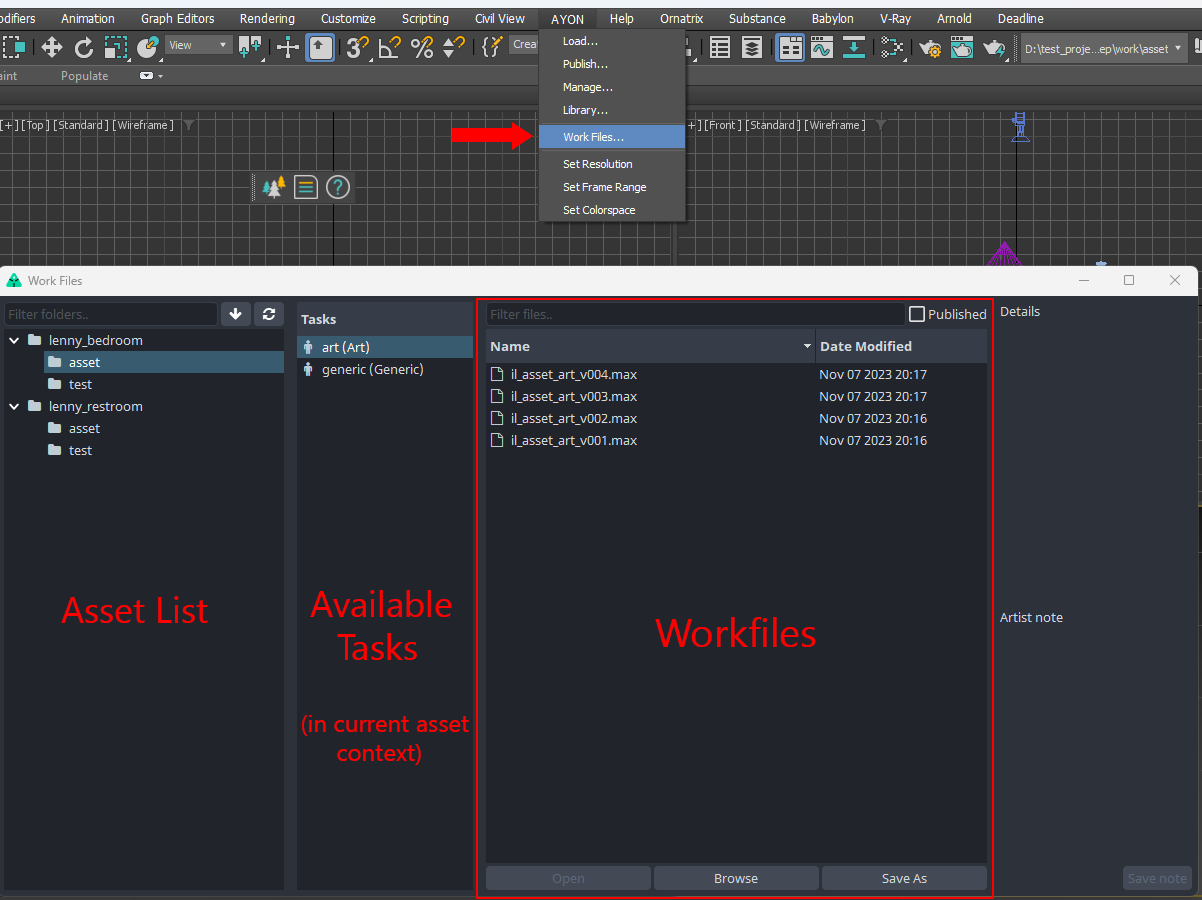 odifiers Animation Graph Editors Rendering Customize Scripting Civil View AYON Help Ornatrix Substance Babylon V-Ray Arnold Deadline
View Crea D:\test_proje...ep\work\asset
aint Populate
Load...
Publish...
Manage...
Library...
[+] [Top] [Standard] [Wireframe] +] [Front] [Standard] [Wireframe]
Work Files...
Set Resolution
Set Frame Range
Set Colorspace
Work Files
Filter folders..
lenny_bedroom
asset
test
lenny_restroom
asset
test
Asset List
Tasks
art (Art)
generic (Generic)
Available
Tasks
(in current asset
context)
Filter files.. Published
Name Date Modified
il_asset_art_v004.max Nov 07 2023 20:17
il_asset_art_v003.max Nov 07 2023 20:17
il_asset_art_v002.max Nov 07 2023 20:16
il_asset_art_v001.max Nov 07 2023 20:16
Workfiles
Open Browse Save As
Details
Artist note
Save note